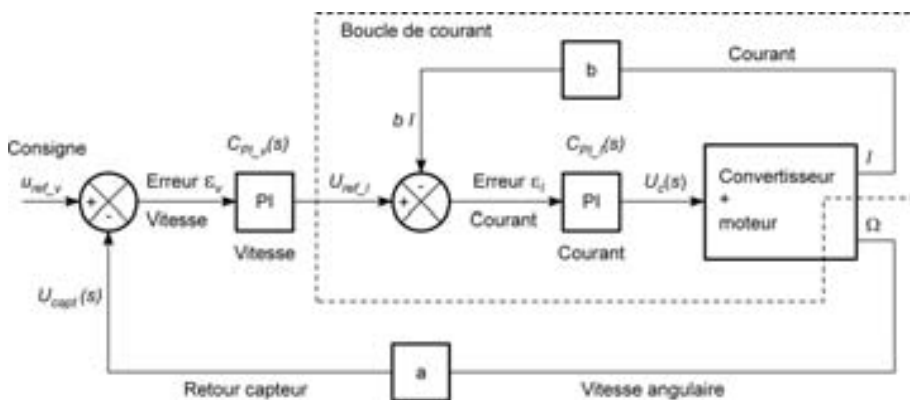 Boucle de courant
b
Courant
b I
Consigne
u_ref_v
+
-
Erreur ε_v
Vitesse
C_PI_v(s)
PI
Vitesse
U_ref_I
-
+
Erreur ε_I
Courant
C_PI_I(s)
PI
Courant
U_c(s)
Convertisseur
+
moteur
I
Ω
U_capt(s)
a
Retour capteur
Vitesse angulaire